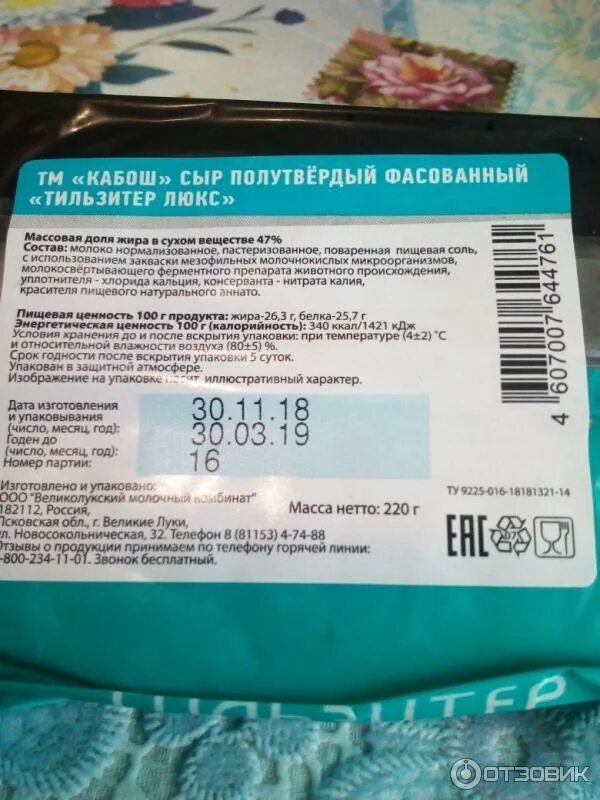 ТМ «КАБОШ» СЫР ПОЛУТВЁРДЫЙ ФАСОВАННЫЙ
«ТИЛЬЗИТЕР ЛЮКС»
Массовая доля жира в сухом веществе 47%
Состав: молоко нормализованное, пастеризованное, поваренная пищевая соль,
с использованием закваски мезофильных молочнокислых микроорганизмов,
молокосвёртывающего ферментного препарата животного происхождения,
уплотнителя - хлорида кальция, консерванта - нитрата калия,
красителя пищевого натурального аннато.
Пищевая ценность 100 г продукта: жира-26,3 г, белка-25,7 г
Энергетическая ценность 100 г (калорийность): 340 ккал/1421 кДж
Условия хранения до и после вскрытия упаковки: при температуре (4±2) °С
и относительной влажности воздуха (80±5) %.
Срок годности после вскрытия упаковки 5 суток.
Упакован в защитной атмосфере.
Изображение на упаковке носит иллюстративный характер.
4 607007 644761
Дата изготовления
и упаковывания
(число, месяц, год):
30.11.18
Годен до
(число, месяц, год):
30.03.19
Номер партии:
16
Изготовлено и упаковано:
ООО "Великолукский молочный комбинат"
182112, Россия,
Псковская обл., г. Великие Луки,
ул. Новосокольническая, 32. Телефон 8 (81153) 4-74-88
Отзывы о продукции принимаем по телефону горячей линии:
8-800-234-11-01. Звонок бесплатный.
Масса нетто: 220 г
ТУ 9225-016-18181321-14
ЕАС
07
ТИЛЬЗИТЕР
ОТЗОВИК